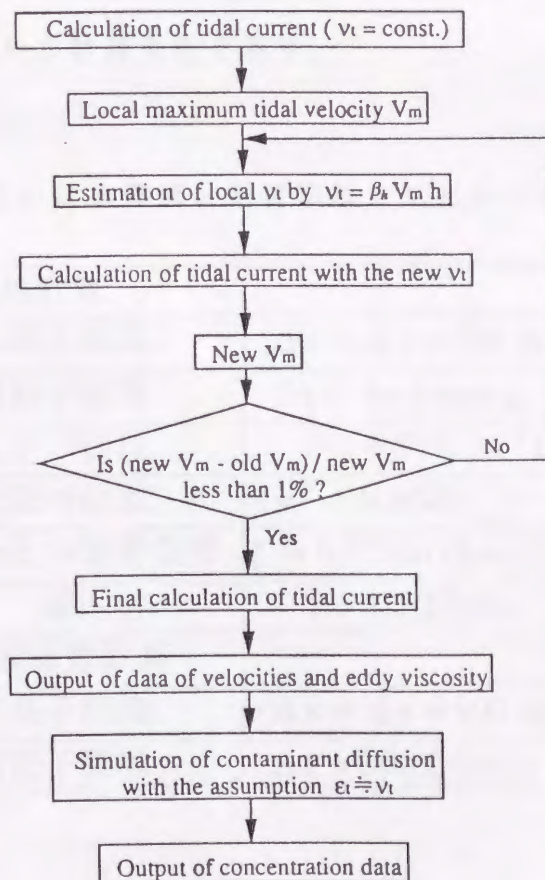 Calculation of tidal current ( νt = const.)
Local maximum tidal velocity Vm
Estimation of local νt by νt = βh Vm h
Calculation of tidal current with the new νt
New Vm
Is (new Vm - old Vm) / new Vm
less than 1% ?
No
Yes
Final calculation of tidal current
Output of data of velocities and eddy viscosity
Simulation of contaminant diffusion
with the assumption εt ≒ νt
Output of concentration data